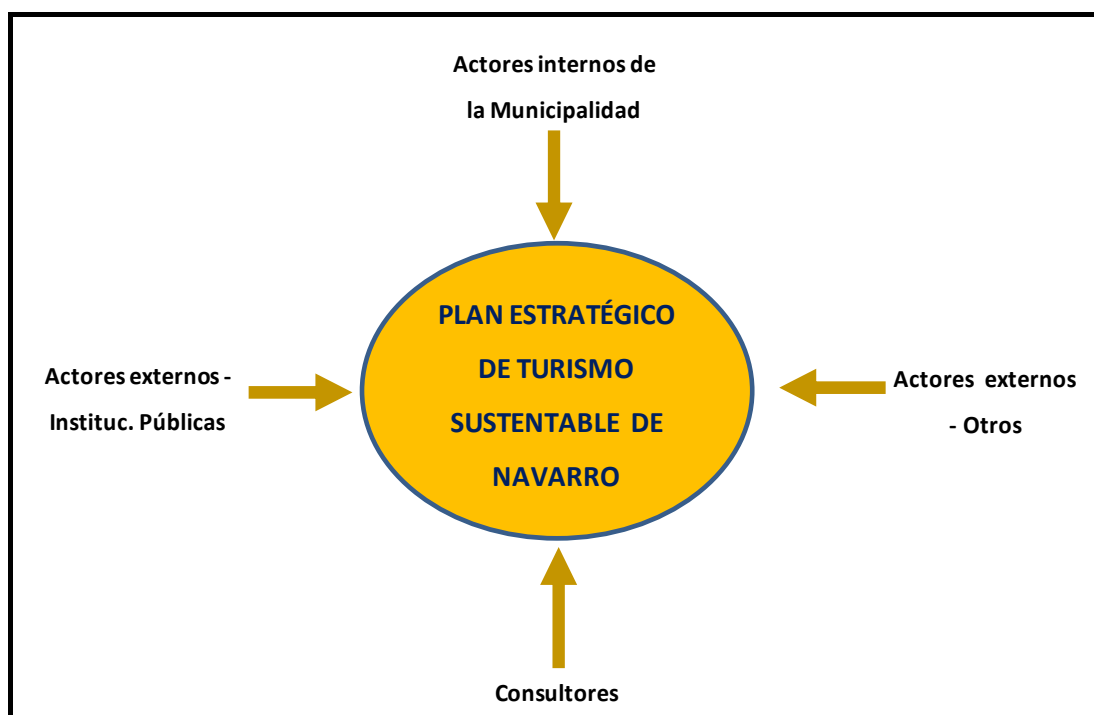 Actores internos de
la Municipalidad
PLAN ESTRATÉGICO
DE TURISMO
SUSTENTABLE DE
NAVARRO
Actores externos -
Instituc. Públicas
Actores externos
- Otros
Consultores